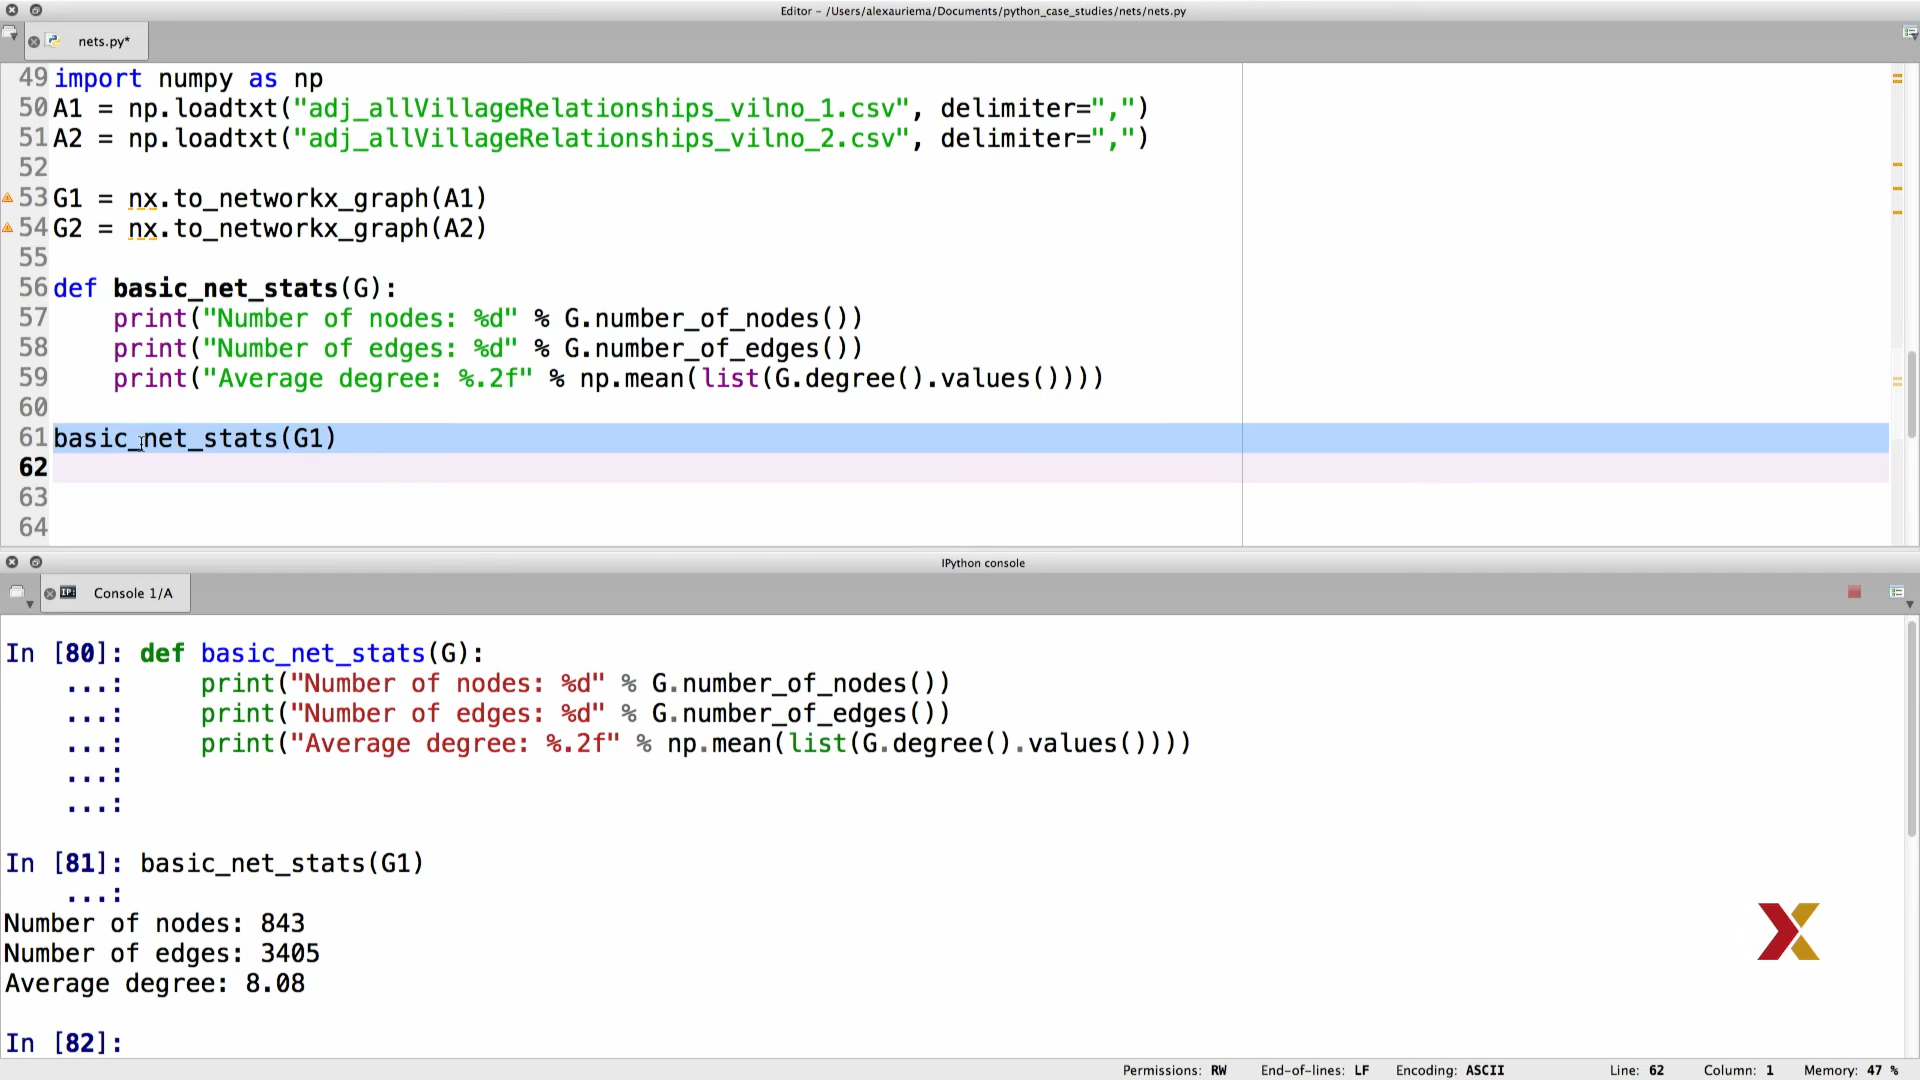 Editor – /Users/alexauriema/Documents/python_case_studies/nets/nets.py
nets.py*
49 import numpy as np
50 A1 = np.loadtxt("adj_allVillageRelationships_vilno_1.csv", delimiter=",")
51 A2 = np.loadtxt("adj_allVillageRelationships_vilno_2.csv", delimiter=",")
52
53 G1 = nx.to_networkx_graph(A1)
54 G2 = nx.to_networkx_graph(A2)
55
56 def basic_net_stats(G):
57     print("Number of nodes: %d" % G.number_of_nodes())
58     print("Number of edges: %d" % G.number_of_edges())
59     print("Average degree: %.2f" % np.mean(list(G.degree().values())))
60
61 basic_net_stats(G1)
62
63
64
IPython console
IP: Console 1/A
In [80]: def basic_net_stats(G):
    ...:     print("Number of nodes: %d" % G.number_of_nodes())
    ...:     print("Number of edges: %d" % G.number_of_edges())
    ...:     print("Average degree: %.2f" % np.mean(list(G.degree().values())))
    ...:
    ...:
In [81]: basic_net_stats(G1)
    ...:
Number of nodes: 843
Number of edges: 3405
Average degree: 8.08
In [82]:
Permissions: RW End-of-lines: LF Encoding: ASCII Line: 62 Column: 1 Memory: 47 %